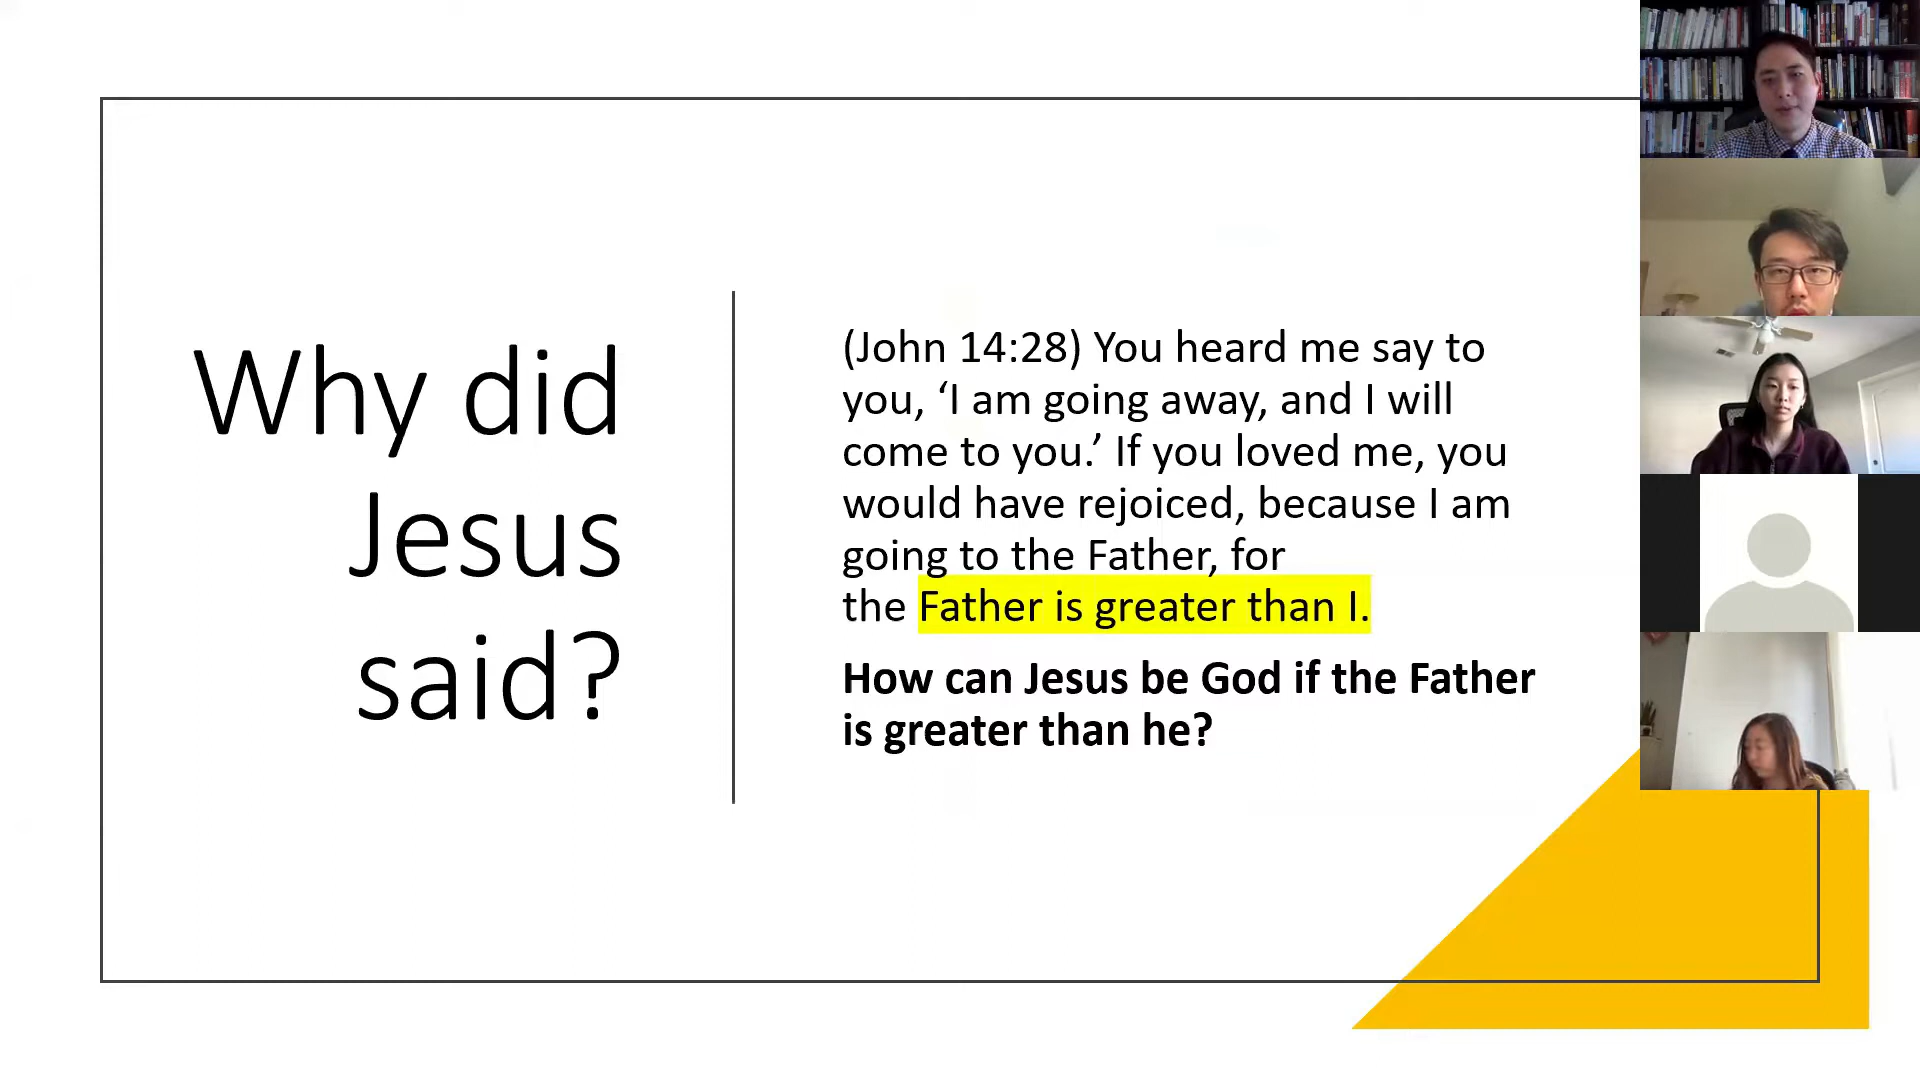 Why did
Jesus
said?
(John 14:28) You heard me say to
you, ‘I am going away, and I will
come to you.’ If you loved me, you
would have rejoiced, because I am
going to the Father, for
the Father is greater than I.
How can Jesus be God if the Father
is greater than he?